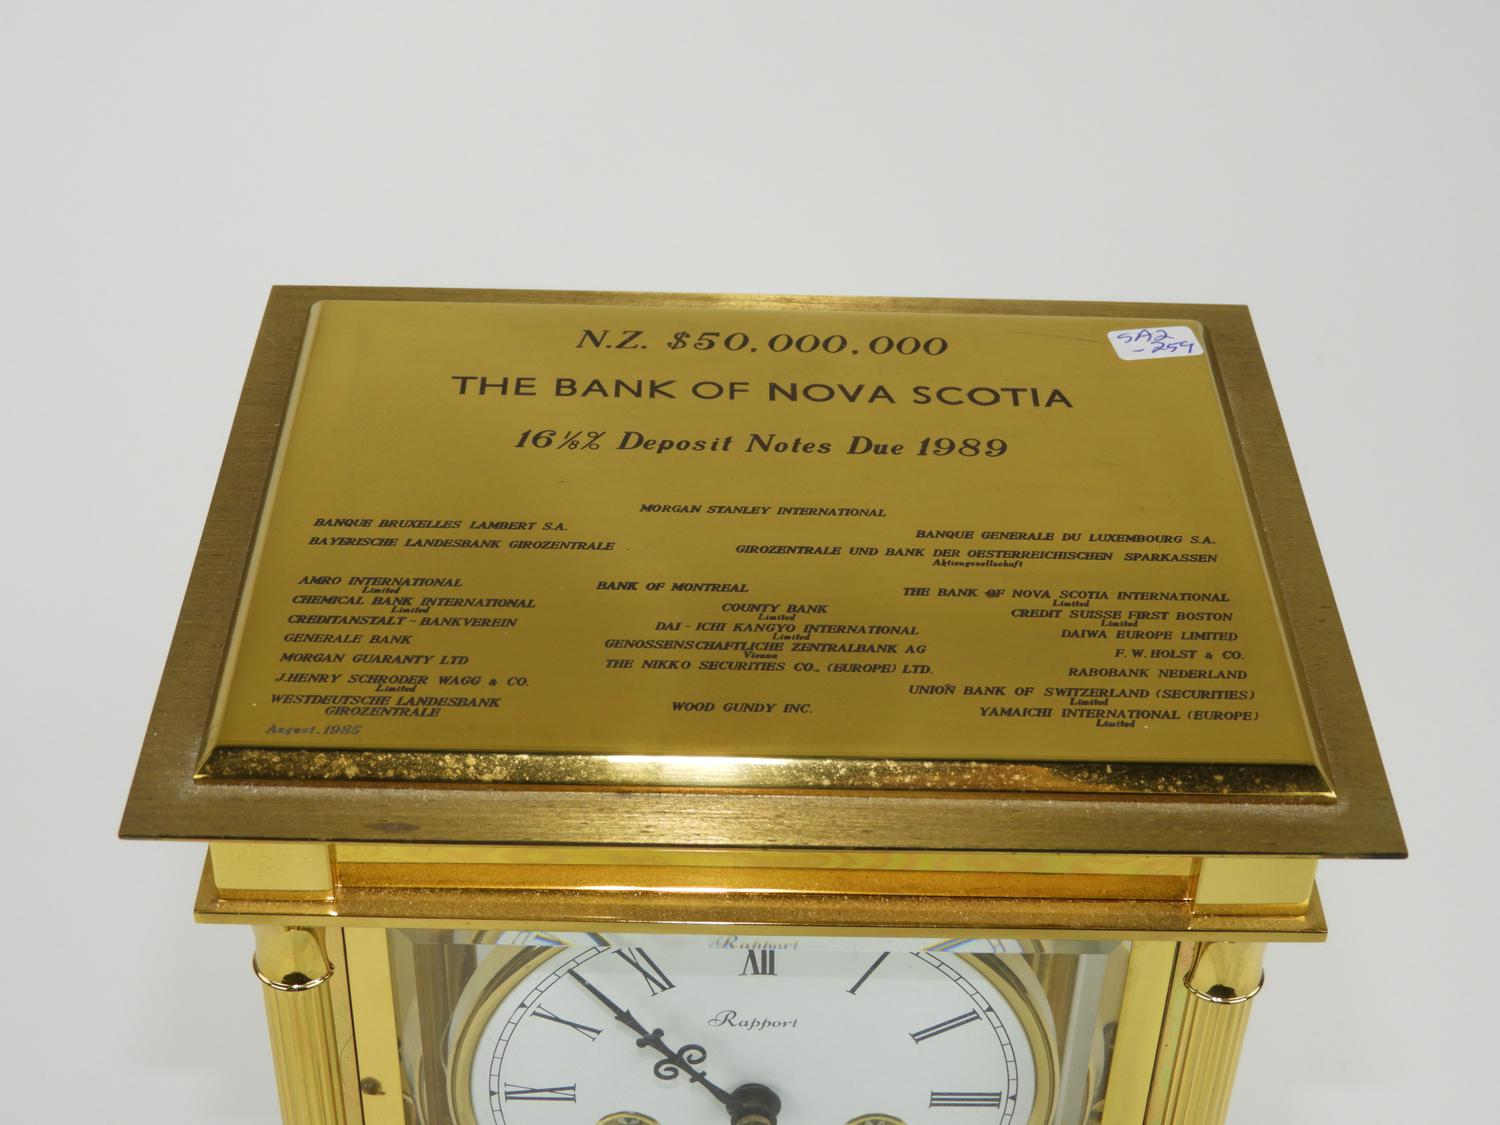 N.Z. $50,000,000
SA2
- 259
THE BANK OF NOVA SCOTIA
16⅛% Deposit Notes Due 1989
MORGAN STANLEY INTERNATIONAL
BANQUE BRUXELLES LAMBERT S.A.
BANQUE GENERALE DU LUXEMBOURG S.A.
BAYERISCHE LANDESBANK GIROZENTRALE
GIROZENTRALE UND BANK DER OESTERREICHISCHEN SPARKASSEN
Aktiengesellschaft
AMRO INTERNATIONAL
Limited
BANK OF MONTREAL
THE BANK OF NOVA SCOTIA INTERNATIONAL
Limited
CHEMICAL BANK INTERNATIONAL
Limited
COUNTY BANK
Limited
CREDIT SUISSE FIRST BOSTON
Limited
CREDITANSTALT - BANKVEREIN
DAI - ICHI KANGYO INTERNATIONAL
Limited
DAIWA EUROPE LIMITED
GENERALE BANK
GENOSSENSCHAFTLICHE ZENTRALBANK AG
Vienna
F. W. HOLST & CO.
MORGAN GUARANTY LTD
THE NIKKO SECURITIES CO., (EUROPE) LTD.
RABOBANK NEDERLAND
J. HENRY SCHRODER WAGG & CO.
Limited
UNION BANK OF SWITZERLAND (SECURITIES)
Limited
WESTDEUTSCHE LANDESBANK
GIROZENTRALE
WOOD GUNDY INC.
YAMAICHI INTERNATIONAL (EUROPE)
Limited
August, 1985
Rapport
XI
XII
I
Rapport
X
II
IX
III